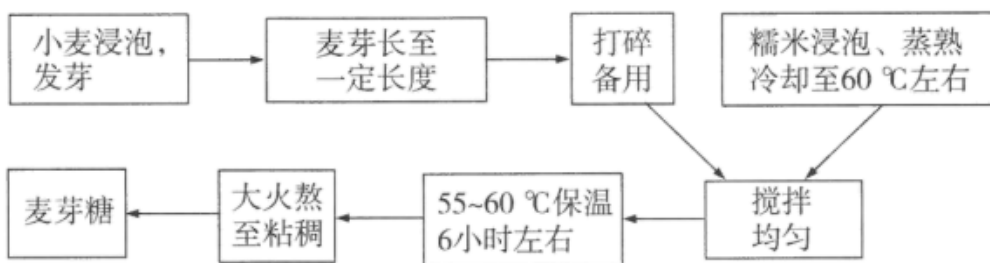 小麦浸泡，
发芽
麦芽长至
一定长度
打碎
备用
糯米浸泡、蒸熟
冷却至60 ℃左右
搅拌
均匀
55~60 ℃保温
6小时左右
大火熬
至粘稠
麦芽糖